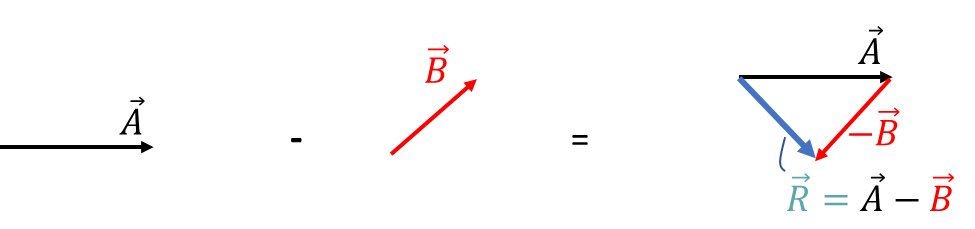 A⃗ - B⃗ = A⃗
−B⃗
R⃗ = A⃗ − B⃗